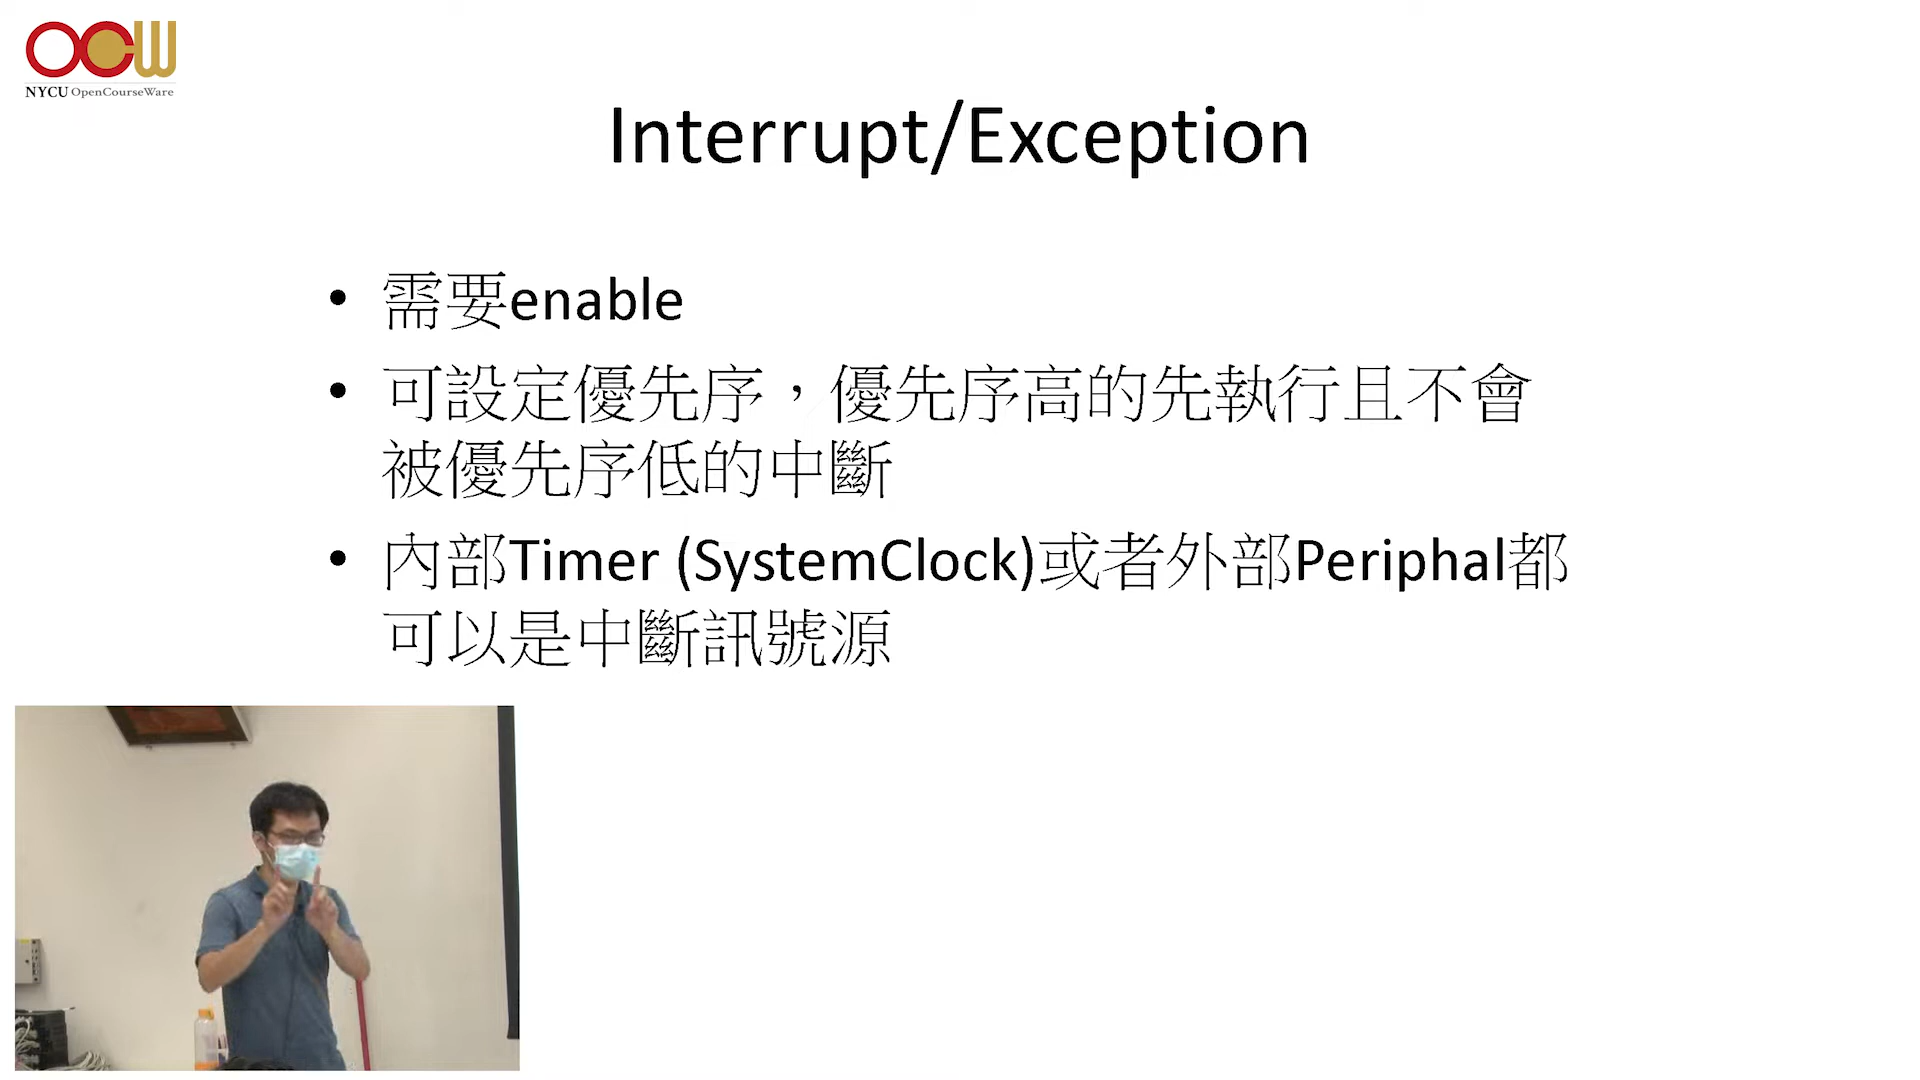 OCW
NYCU OpenCourseWare
Interrupt/Exception
• 需要enable
• 可設定優先序，優先序高的先執行且不會
被優先序低的中斷
• 內部Timer (SystemClock)或者外部Periphal都
可以是中斷訊號源